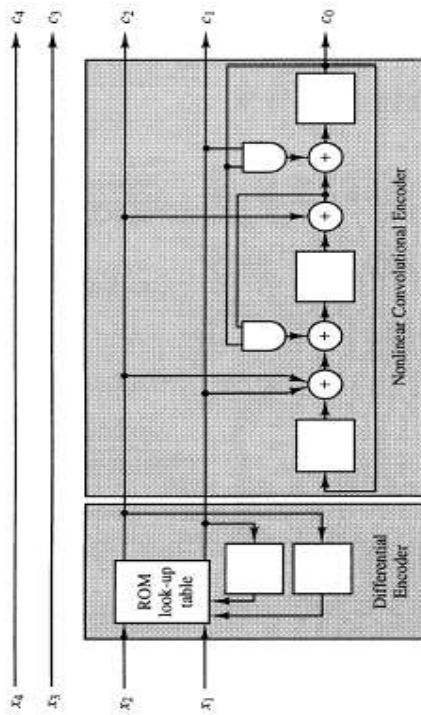 x₄
c₄
x₃
c₃
x₂
c₂
x₁
c₁
c₀
ROM
look-up
table
Differential
Encoder
+
+
+
+
Nonlinear Convolutional Encoder